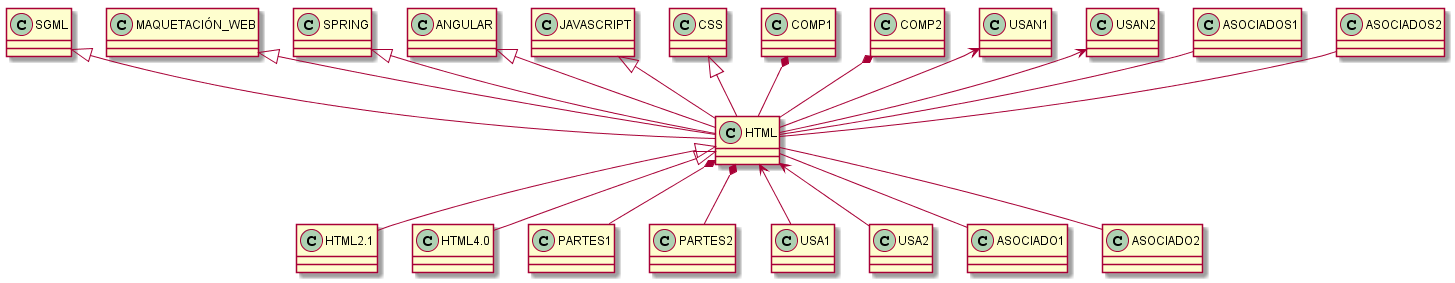 C SGML
C MAQUETACIÓN_WEB
C SPRING
C ANGULAR
C JAVASCRIPT
C CSS
C COMP1
C COMP2
C USAN1
C USAN2
C ASOCIADOS1
C ASOCIADOS2
C HTML
C HTML2.1
C HTML4.0
C PARTES1
C PARTES2
C USA1
C USA2
C ASOCIADO1
C ASOCIADO2